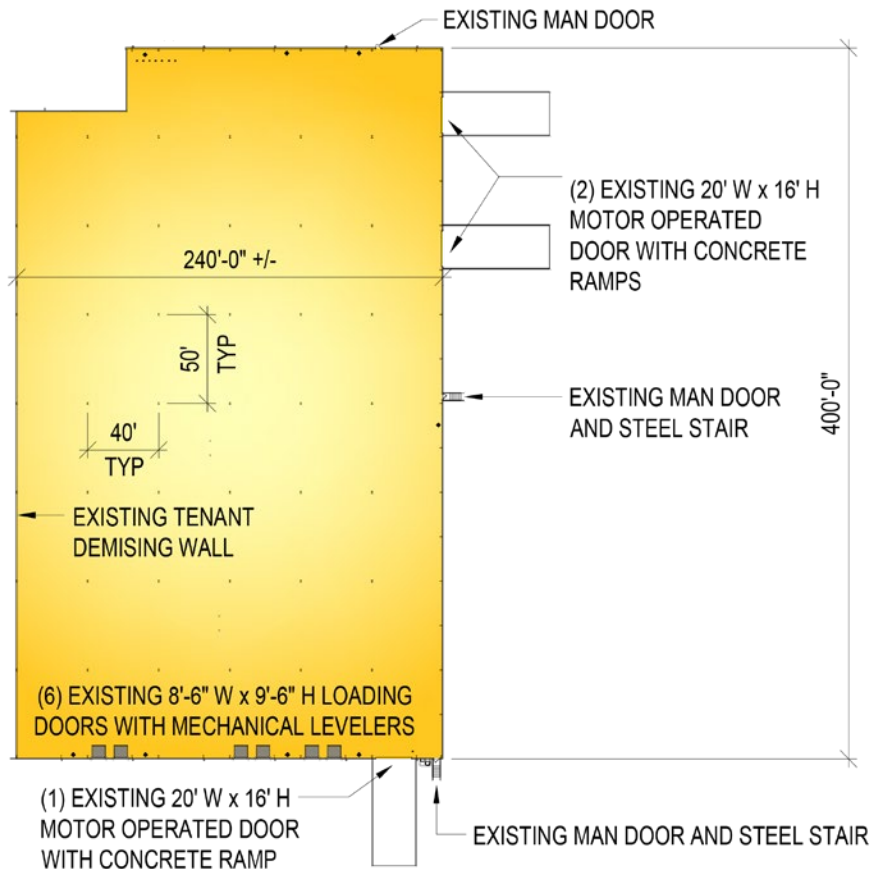 EXISTING MAN DOOR
(2) EXISTING 20' W x 16' H
MOTOR OPERATED
DOOR WITH CONCRETE
RAMPS
240'-0" +/-
50'
TYP
400'-0"
EXISTING MAN DOOR
AND STEEL STAIR
40'
TYP
EXISTING TENANT
DEMISING WALL
(6) EXISTING 8'-6" W x 9'-6" H LOADING
DOORS WITH MECHANICAL LEVELERS
(1) EXISTING 20' W x 16' H
MOTOR OPERATED DOOR
WITH CONCRETE RAMP
EXISTING MAN DOOR AND STEEL STAIR